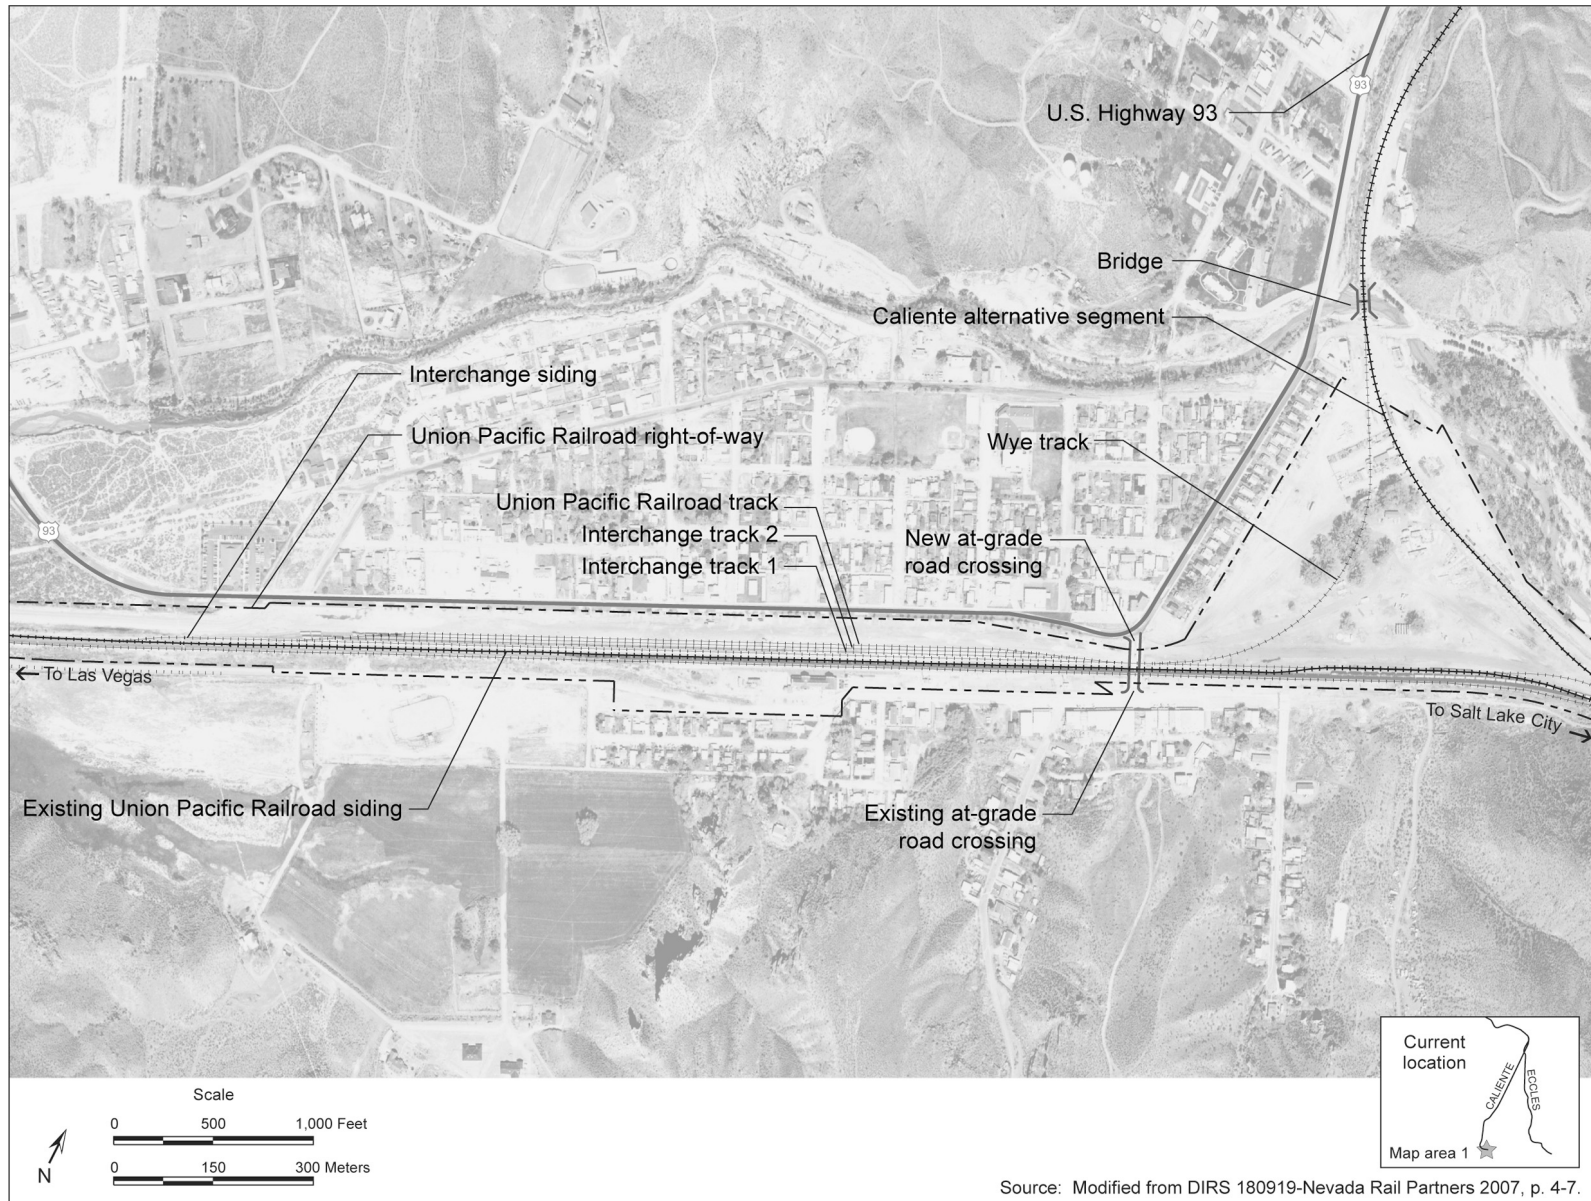 93
U.S. Highway 93
Bridge
Caliente alternative segment
Interchange siding
Union Pacific Railroad right-of-way
Wye track
Union Pacific Railroad track
Interchange track 2
Interchange track 1
New at-grade
road crossing
93
To Las Vegas
To Salt Lake City
Existing Union Pacific Railroad siding
Existing at-grade
road crossing
Current
location
CALIENTE
ECCLES
Map area 1
Scale
0 500 1,000 Feet
0 150 300 Meters
N
Source: Modified from DIRS 180919-Nevada Rail Partners 2007, p. 4-7.